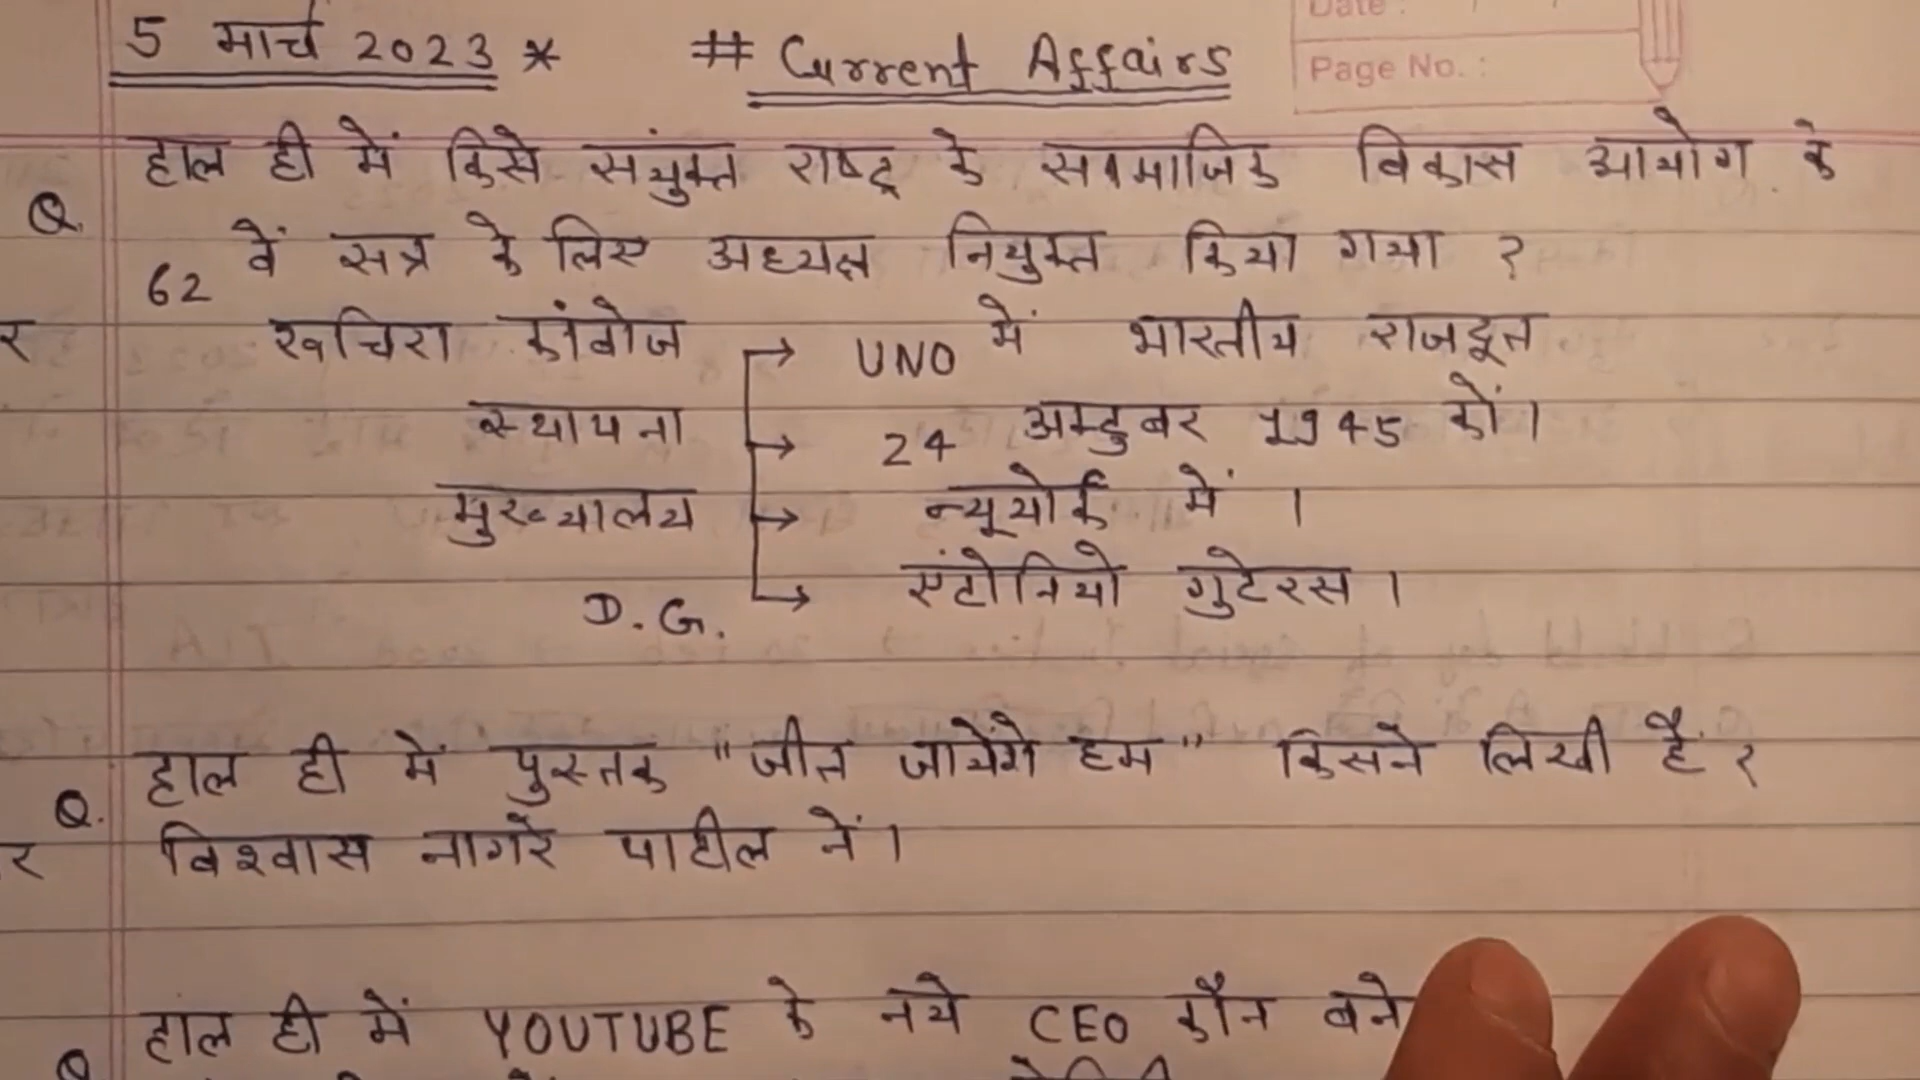 Date :
5 मार्च 2023 * # Current Affairs
Page No. :
हाल ही में किसे संयुक्त राष्ट्र के सामाजिक विकास आयोग के
Q. 62 वें सत्र के लिए अध्यक्ष नियुक्त किया गया ?
रूचिरा कांबोज → UNO में भारतीय राजदूत
स्थापना → 24 अक्टुबर 1945 कों।
मुख्यालय → न्यूयोर्क में ।
D.G. → एंटोनियो गुटेरस ।
हाल ही में पुस्तक "जीत जायेंगे हम" किसने लिखी हैं ?
Q.
विश्वास नागरे पाटील नें।
हाल ही में YOUTUBE के नये CEO कौन बने
Q